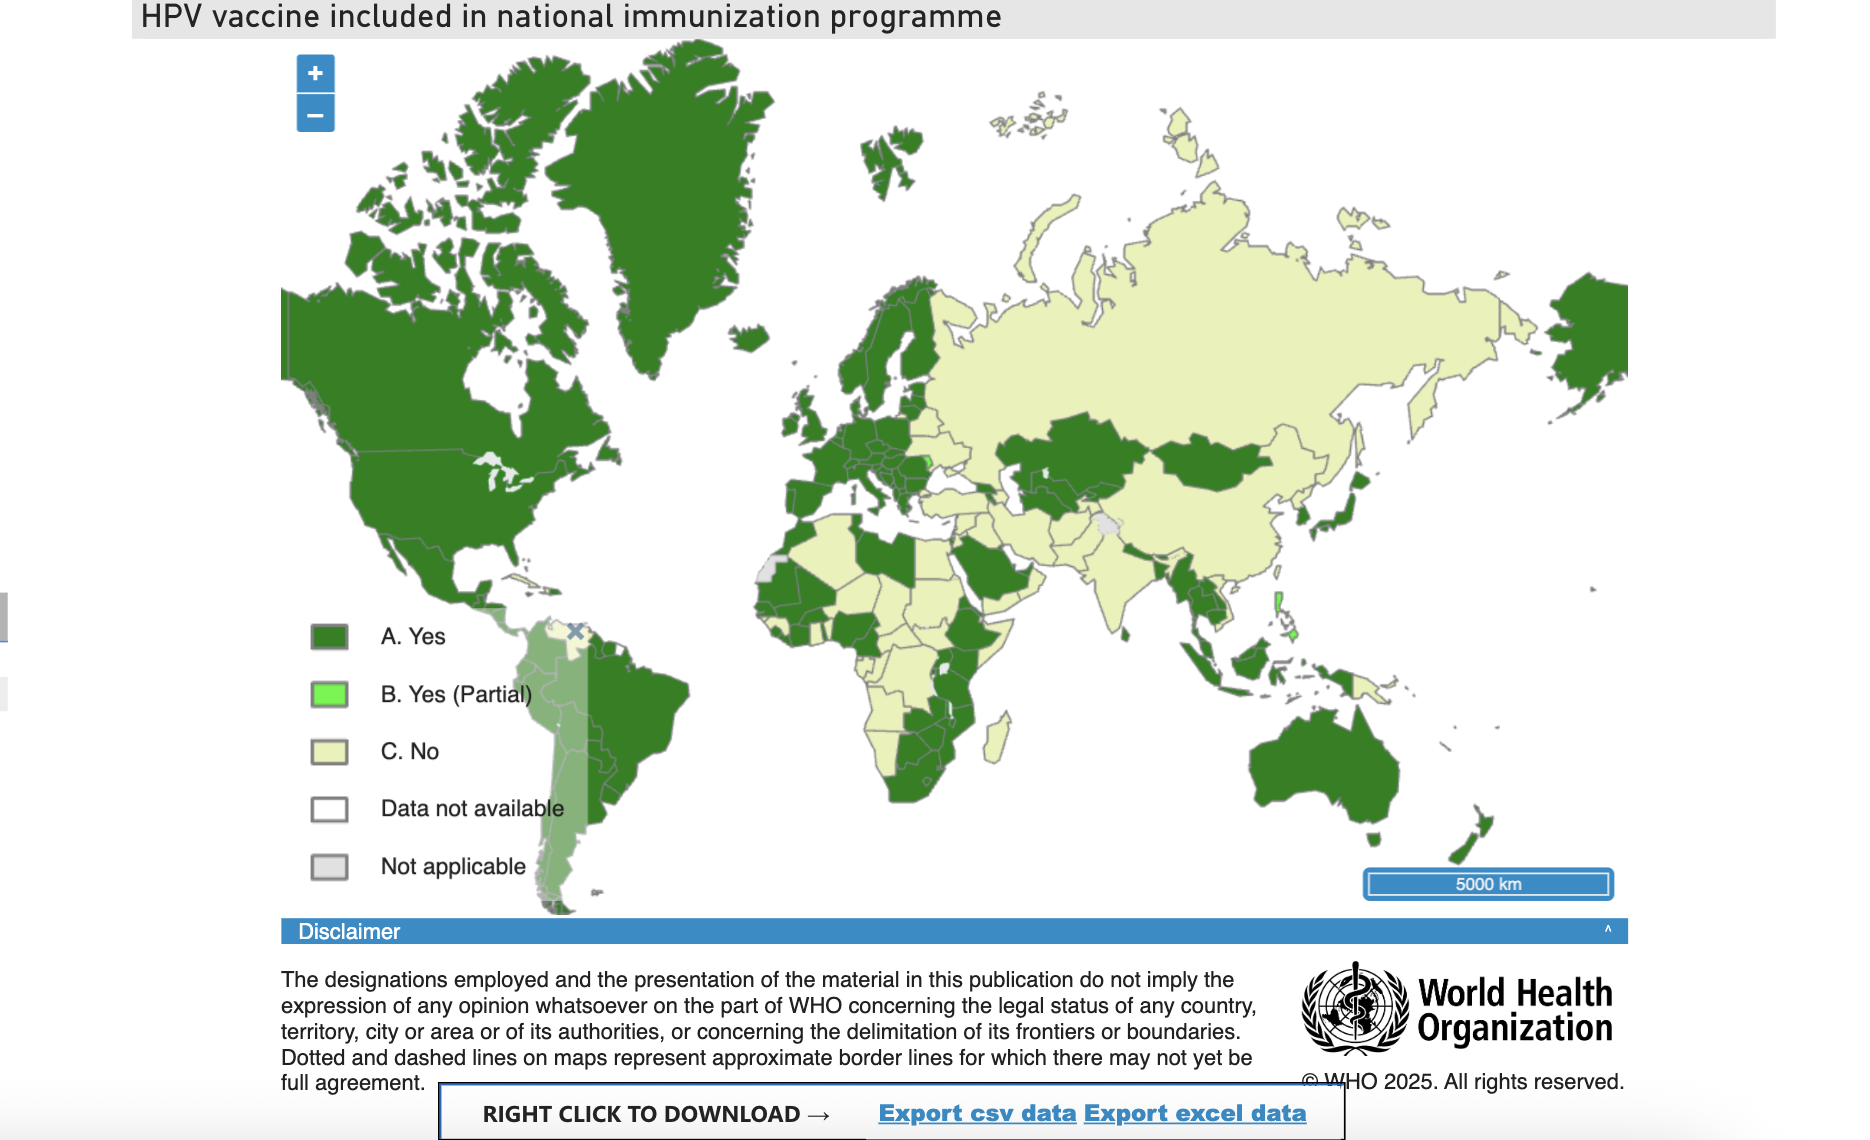 HPV vaccine included in national immunization programme
+
−
A. Yes
B. Yes (Partial)
C. No
Data not available
Not applicable
5000 km
Disclaimer ^
The designations employed and the presentation of the material in this publication do not imply the
expression of any opinion whatsoever on the part of WHO concerning the legal status of any country,
territory, city or area or of its authorities, or concerning the delimitation of its frontiers or boundaries.
Dotted and dashed lines on maps represent approximate border lines for which there may not yet be
full agreement.
World Health
Organization
© WHO 2025. All rights reserved.
RIGHT CLICK TO DOWNLOAD → Export csv data Export excel data